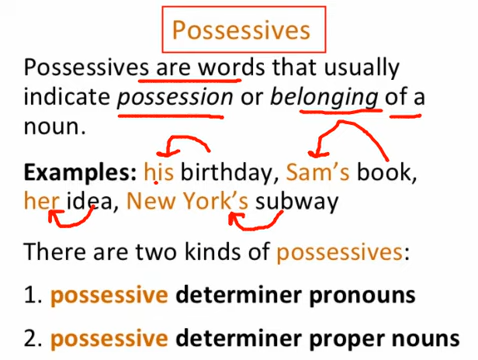 Possessives
Possessives are words that usually
indicate possession or belonging of a
noun.
Examples: his birthday, Sam's book,
her idea, New York's subway
There are two kinds of possessives:
1. possessive determiner pronouns
2. possessive determiner proper nouns